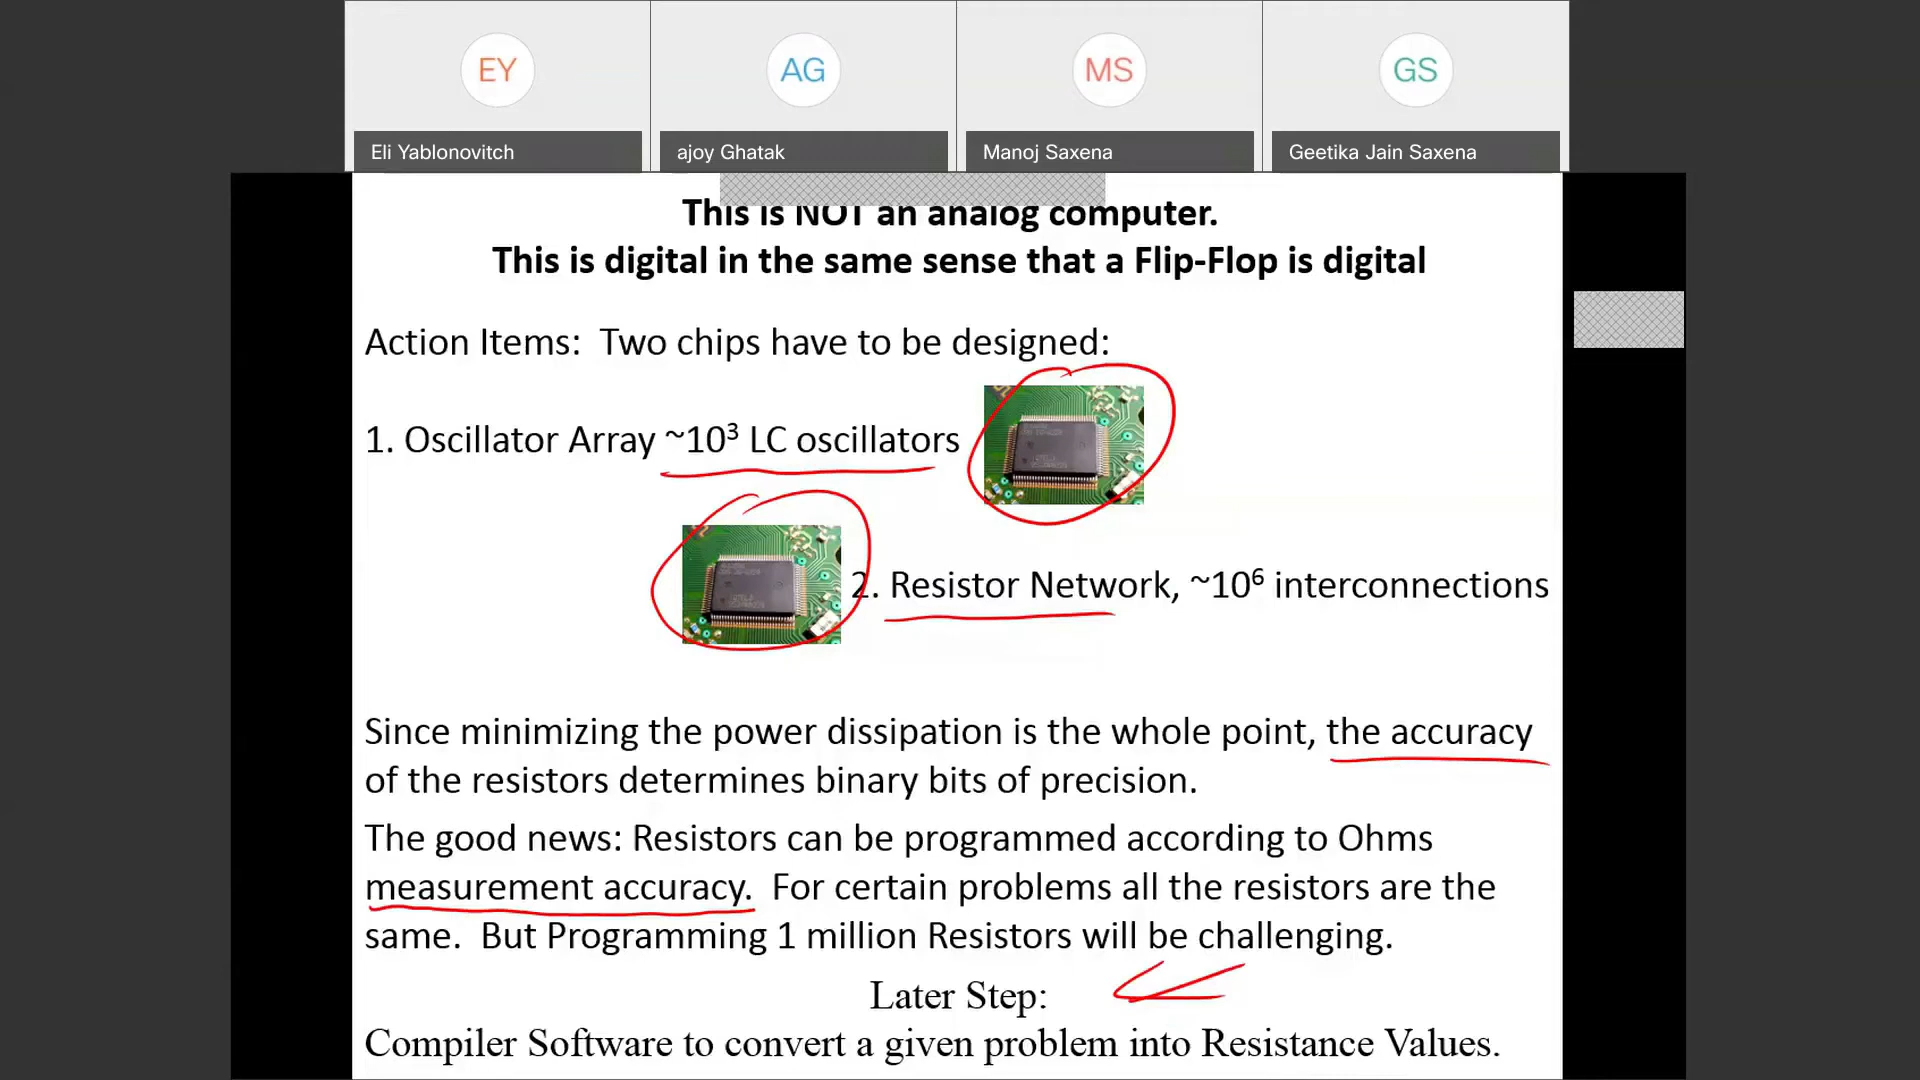 EY
AG
MS
GS
Eli Yablonovitch
ajoy Ghatak
Manoj Saxena
Geetika Jain Saxena
This is NOT an analog computer.
This is digital in the same sense that a Flip-Flop is digital
Action Items:  Two chips have to be designed:
1. Oscillator Array ~10³ LC oscillators
2. Resistor Network, ~10⁶ interconnections
Since minimizing the power dissipation is the whole point, the accuracy
of the resistors determines binary bits of precision.
The good news: Resistors can be programmed according to Ohms
measurement accuracy.  For certain problems all the resistors are the
same.  But Programming 1 million Resistors will be challenging.
Later Step:
Compiler Software to convert a given problem into Resistance Values.